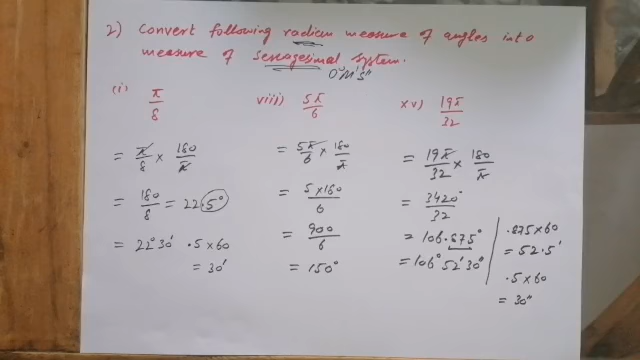 2) Convert following radian measure of angles into
measure of sexagesimal system.
D°M'S"
(i) π/8
= π/8 × 180/π
= 180/8 = 22.5°
= 22°30' .5×60
= 30'
viii) 5π/6
= 5π/6 × 180/π
= 5×180/6
= 900/6
= 150°
xv) 19π/32
= 19π/32 × 180/π
= 3420°/32
= 106.875°
= 106° 52' 30"
.875×60
= 52.5'
.5×60
= 30"